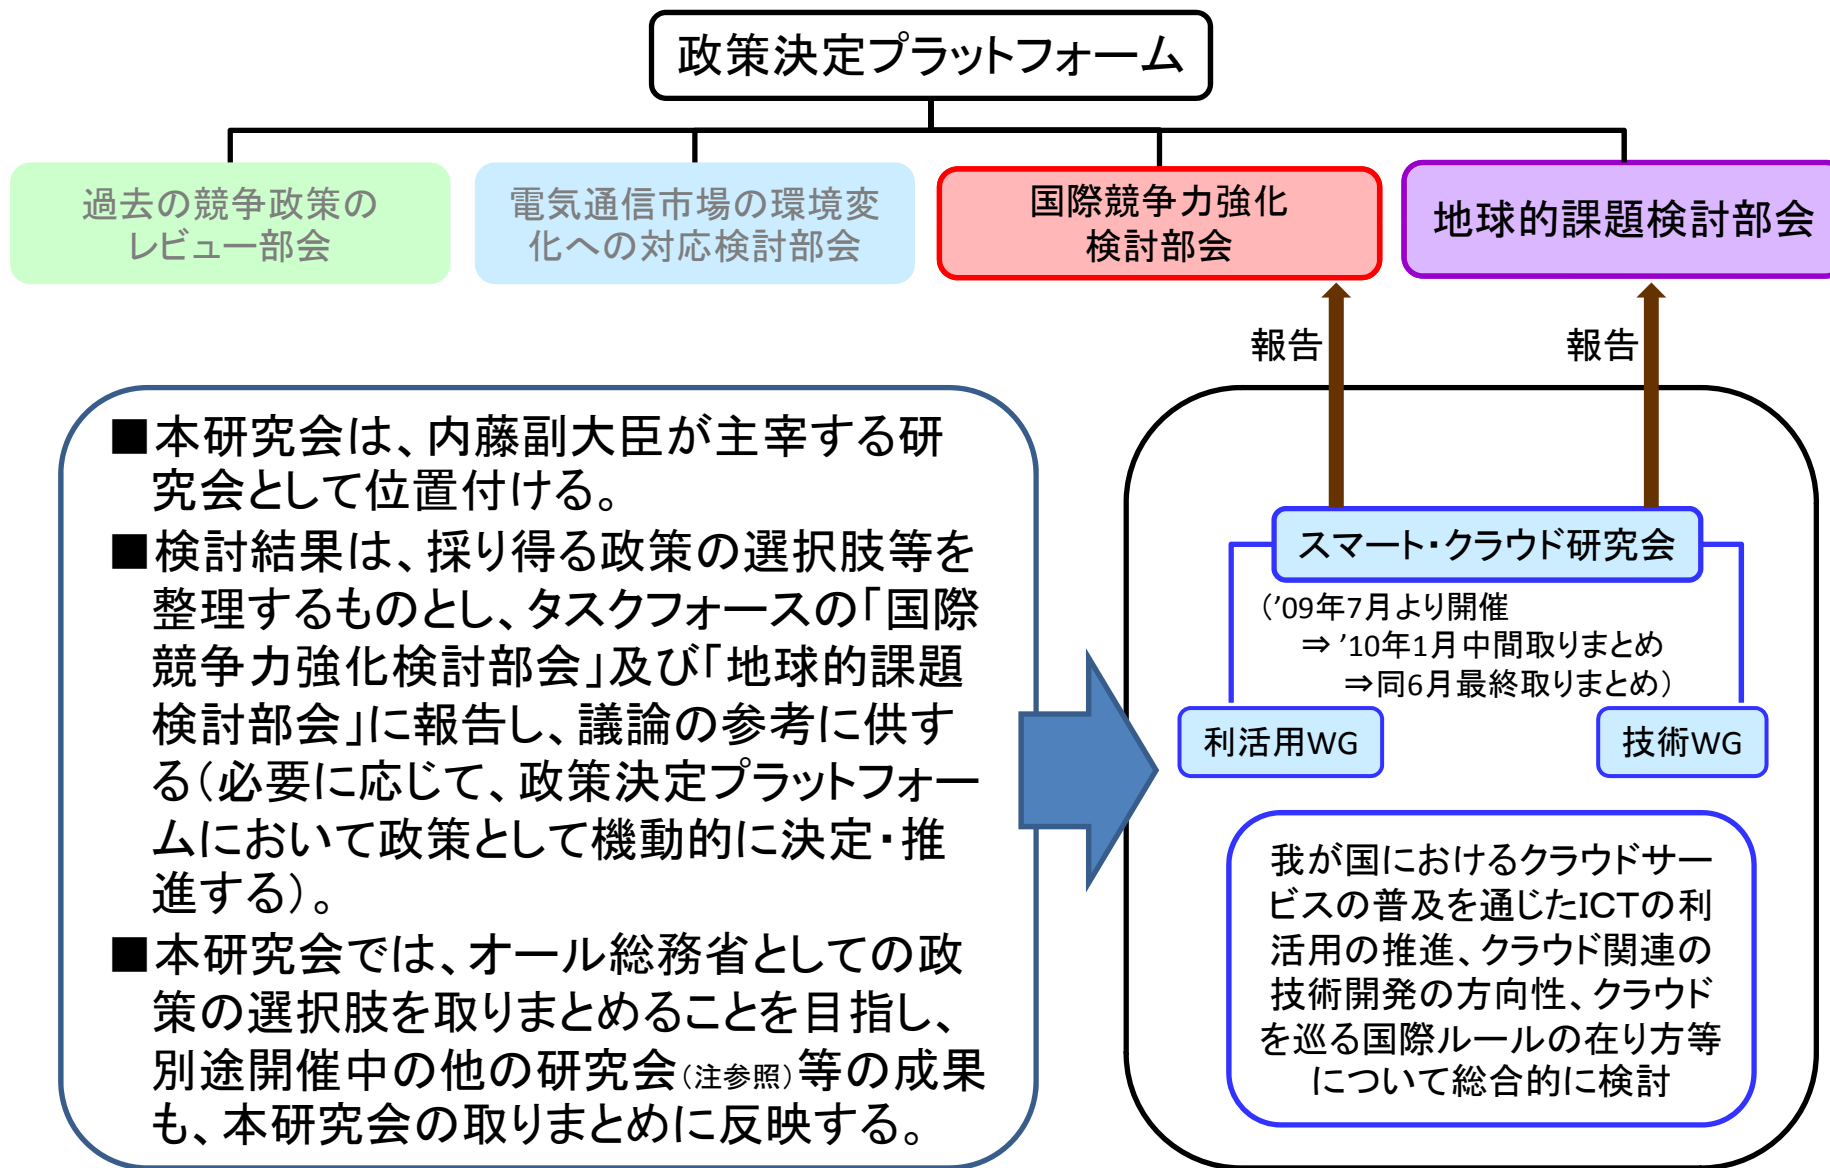 政策決定プラットフォーム
過去の競争政策の
レビュー部会
電気通信市場の環境変
化への対応検討部会
国際競争力強化
検討部会
地球的課題検討部会
報告
報告
■本研究会は、内藤副大臣が主宰する研
究会として位置付ける。
■検討結果は、採り得る政策の選択肢等を
整理するものとし、タスクフォースの「国際
競争力強化検討部会」及び「地球的課題
検討部会」に報告し、議論の参考に供す
る（必要に応じて、政策決定プラットフォー
ムにおいて政策として機動的に決定・推
進する）。
■本研究会では、オール総務省としての政
策の選択肢を取りまとめることを目指し、
別途開催中の他の研究会（注参照）等の成果
も、本研究会の取りまとめに反映する。
スマート・クラウド研究会
（’09年7月より開催
⇒ ’10年1月中間取りまとめ
⇒同6月最終取りまとめ）
利活用WG
技術WG
我が国におけるクラウドサー
ビスの普及を通じたICTの利
活用の推進、クラウド関連の
技術開発の方向性、クラウド
を巡る国際ルールの在り方等
について総合的に検討